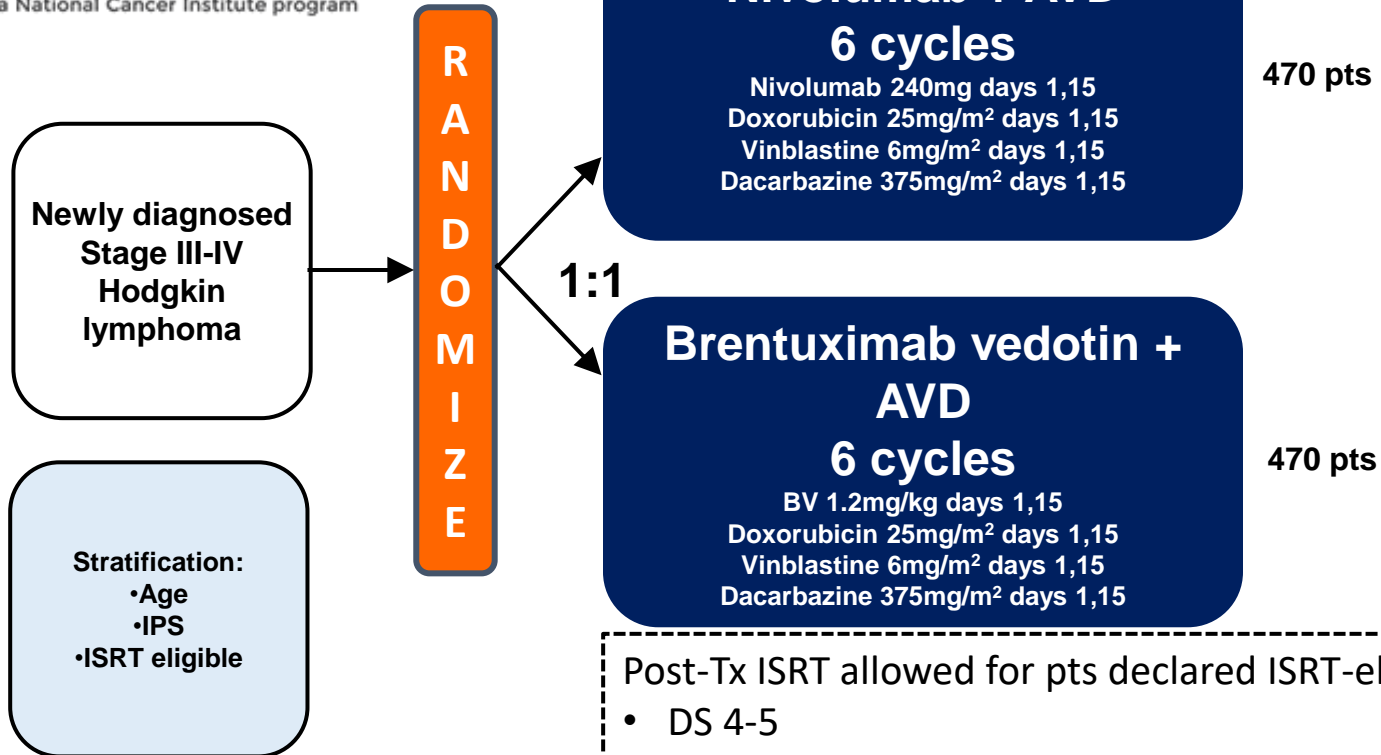 a National Cancer Institute program
R
A
N
D
O
M
I
Z
E
Newly diagnosed
Stage III-IV
Hodgkin
lymphoma
Stratification:
•Age
•IPS
•ISRT eligible
1:1
Nivolumab + AVD
6 cycles
Nivolumab 240mg days 1,15
Doxorubicin 25mg/m² days 1,15
Vinblastine 6mg/m² days 1,15
Dacarbazine 375mg/m² days 1,15
470 pts
Brentuximab vedotin +
AVD
6 cycles
BV 1.2mg/kg days 1,15
Doxorubicin 25mg/m² days 1,15
Vinblastine 6mg/m² days 1,15
Dacarbazine 375mg/m² days 1,15
470 pts
Post-Tx ISRT allowed for pts declared
• DS 4-5